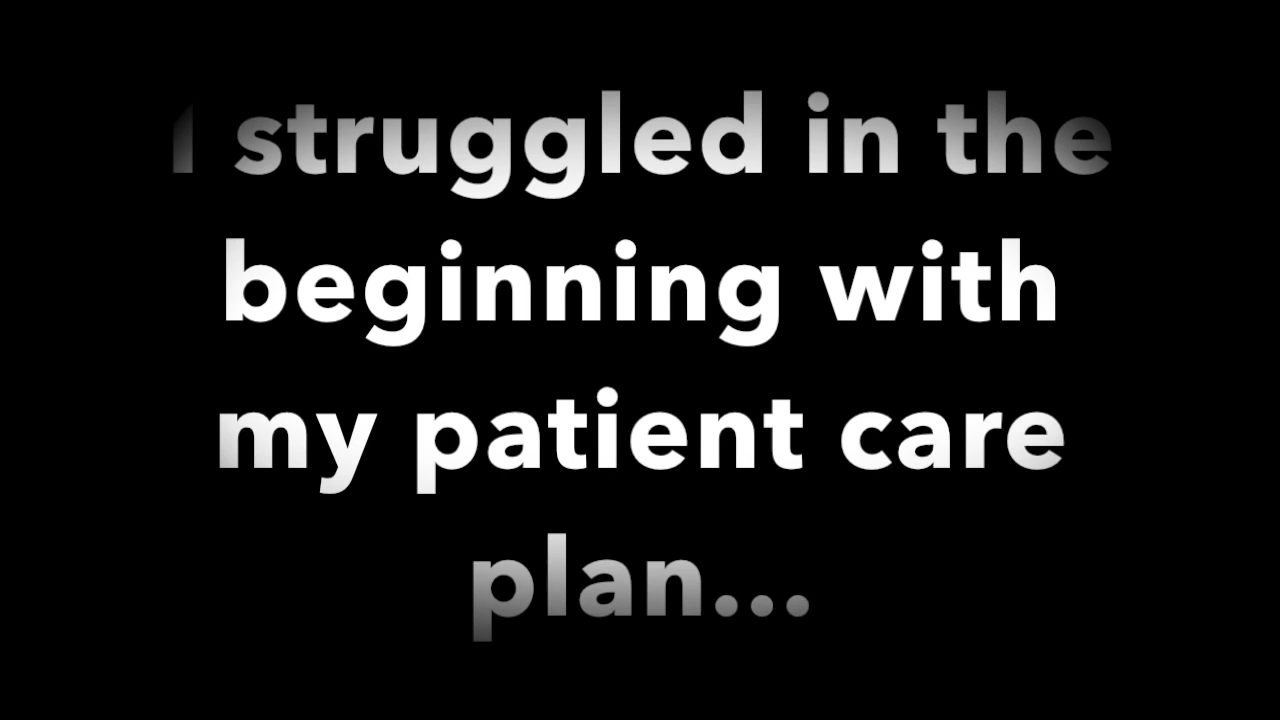 I struggled in the
beginning with
my patient care
plan...